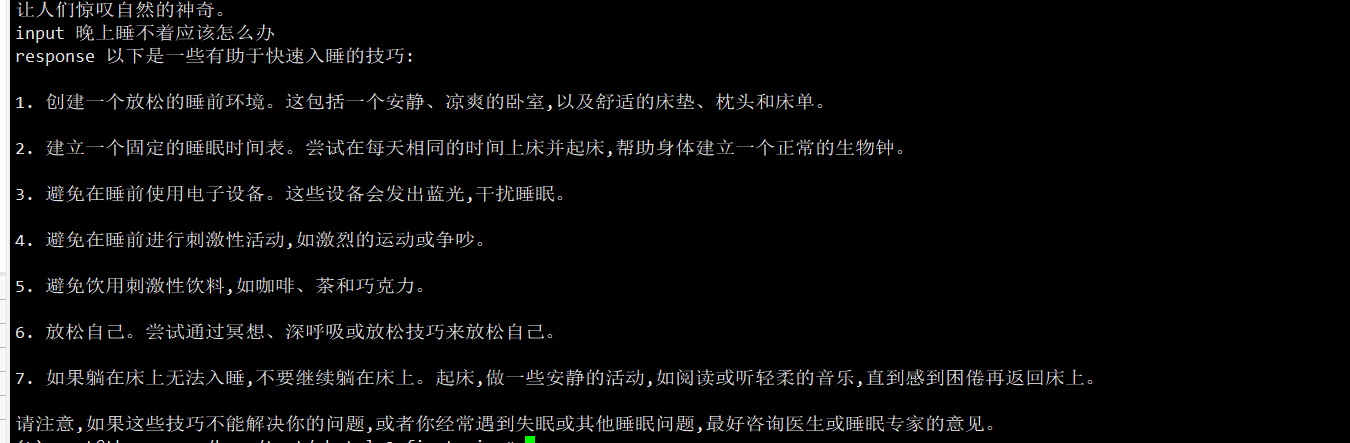 让人们惊叹自然的神奇。
input 晚上睡不着应该怎么办
response 以下是一些有助于快速入睡的技巧:
1. 创建一个放松的睡前环境。这包括一个安静、凉爽的卧室,以及舒适的床垫、枕头和床单。
2. 建立一个固定的睡眠时间表。尝试在每天相同的时间上床并起床,帮助身体建立一个正常的生物钟。
3. 避免在睡前使用电子设备。这些设备会发出蓝光,干扰睡眠。
4. 避免在睡前进行刺激性活动,如激烈的运动或争吵。
5. 避免饮用刺激性饮料,如咖啡、茶和巧克力。
6. 放松自己。尝试通过冥想、深呼吸或放松技巧来放松自己。
7. 如果躺在床上无法入睡,不要继续躺在床上。起床,做一些安静的活动,如阅读或听轻柔的音乐,直到感到困倦再返回床上。
请注意,如果这些技巧不能解决你的问题,或者你经常遇到失眠或其他睡眠问题,最好咨询医生或睡眠专家的意见。